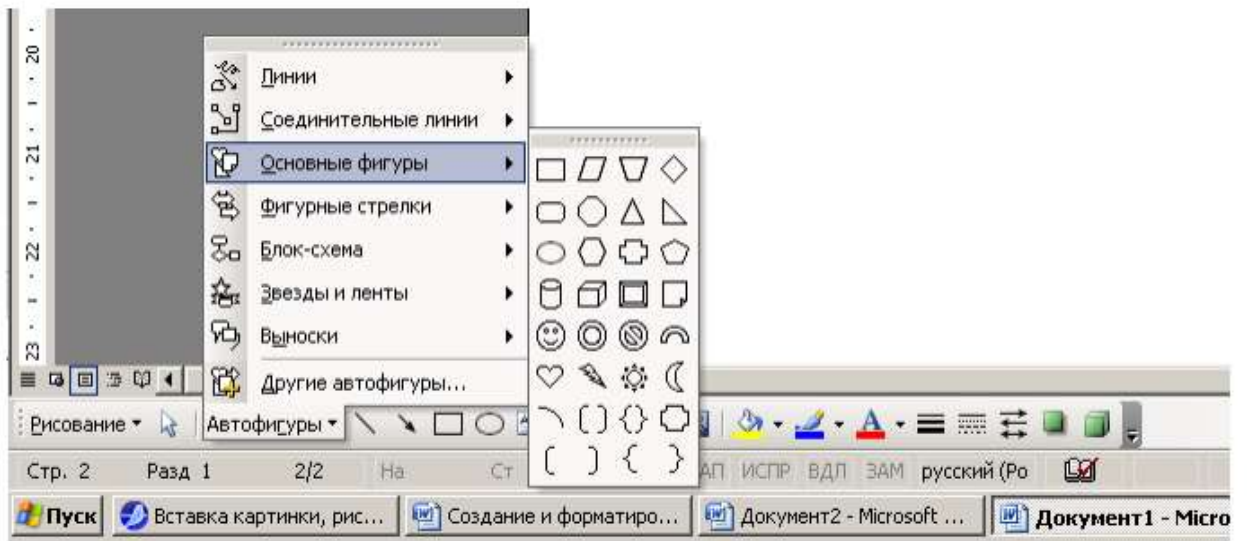 20
21
22
23
Линии
Соединительные линии
Основные фигуры
Фигурные стрелки
Блок-схема
Звезды и ленты
Выноски
Другие автофигуры...
Рисование
Автофигуры
Стр. 2 Разд 1 2/2 На Ст АП ИСПР ВДЛ ЗАМ русский (Ро
Пуск Вставка картинки, рис... Создание и форматиро... Документ2 - Microsoft ... Документ1 - Micro